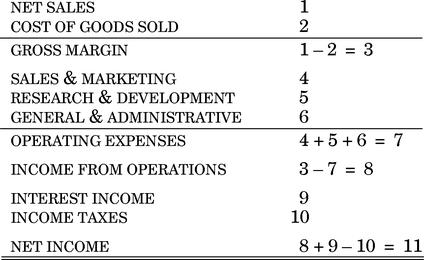 NET SALES 1
COST OF GOODS SOLD 2
GROSS MARGIN 1 – 2 = 3
SALES & MARKETING 4
RESEARCH & DEVELOPMENT 5
GENERAL & ADMINISTRATIVE 6
OPERATING EXPENSES 4 + 5 + 6 = 7
INCOME FROM OPERATIONS 3 – 7 = 8
INTEREST INCOME 9
INCOME TAXES 10
NET INCOME 8 + 9 – 10 = 11